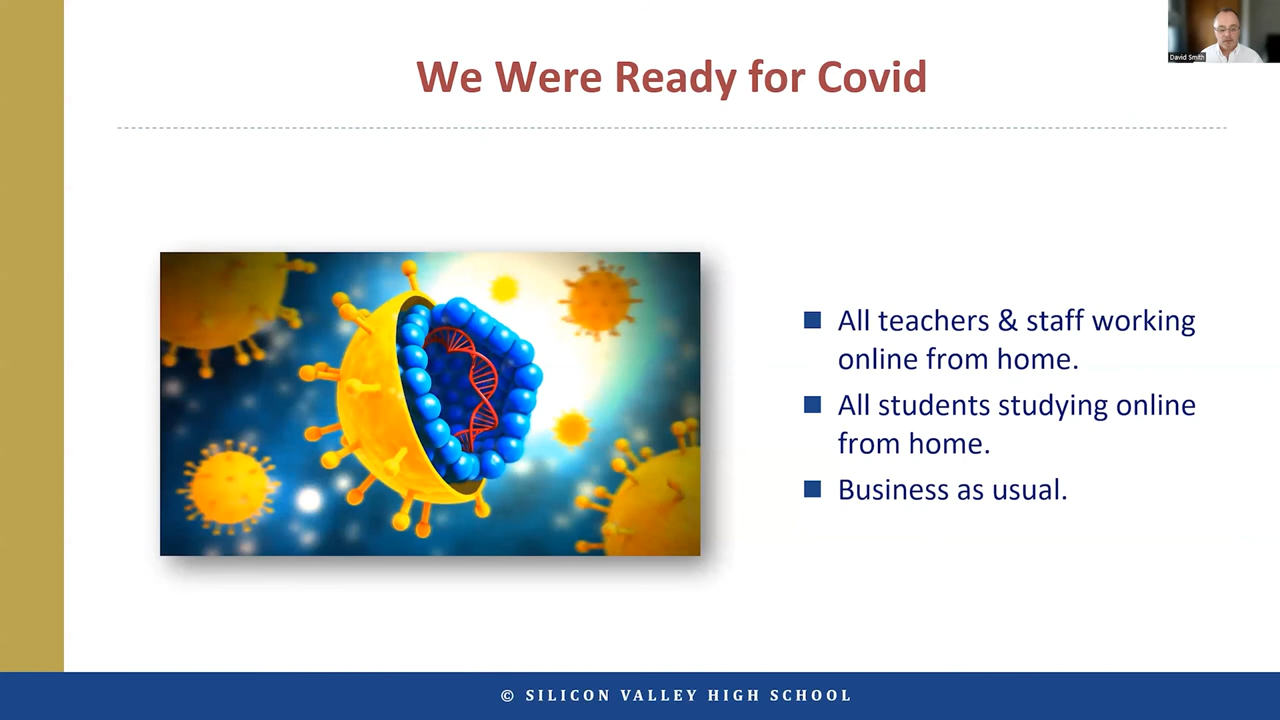 We Were Ready for Covid
David Smith
■ All teachers & staff working
online from home.
■ All students studying online
from home.
■ Business as usual.
© SILICON VALLEY HIGH SCHOOL